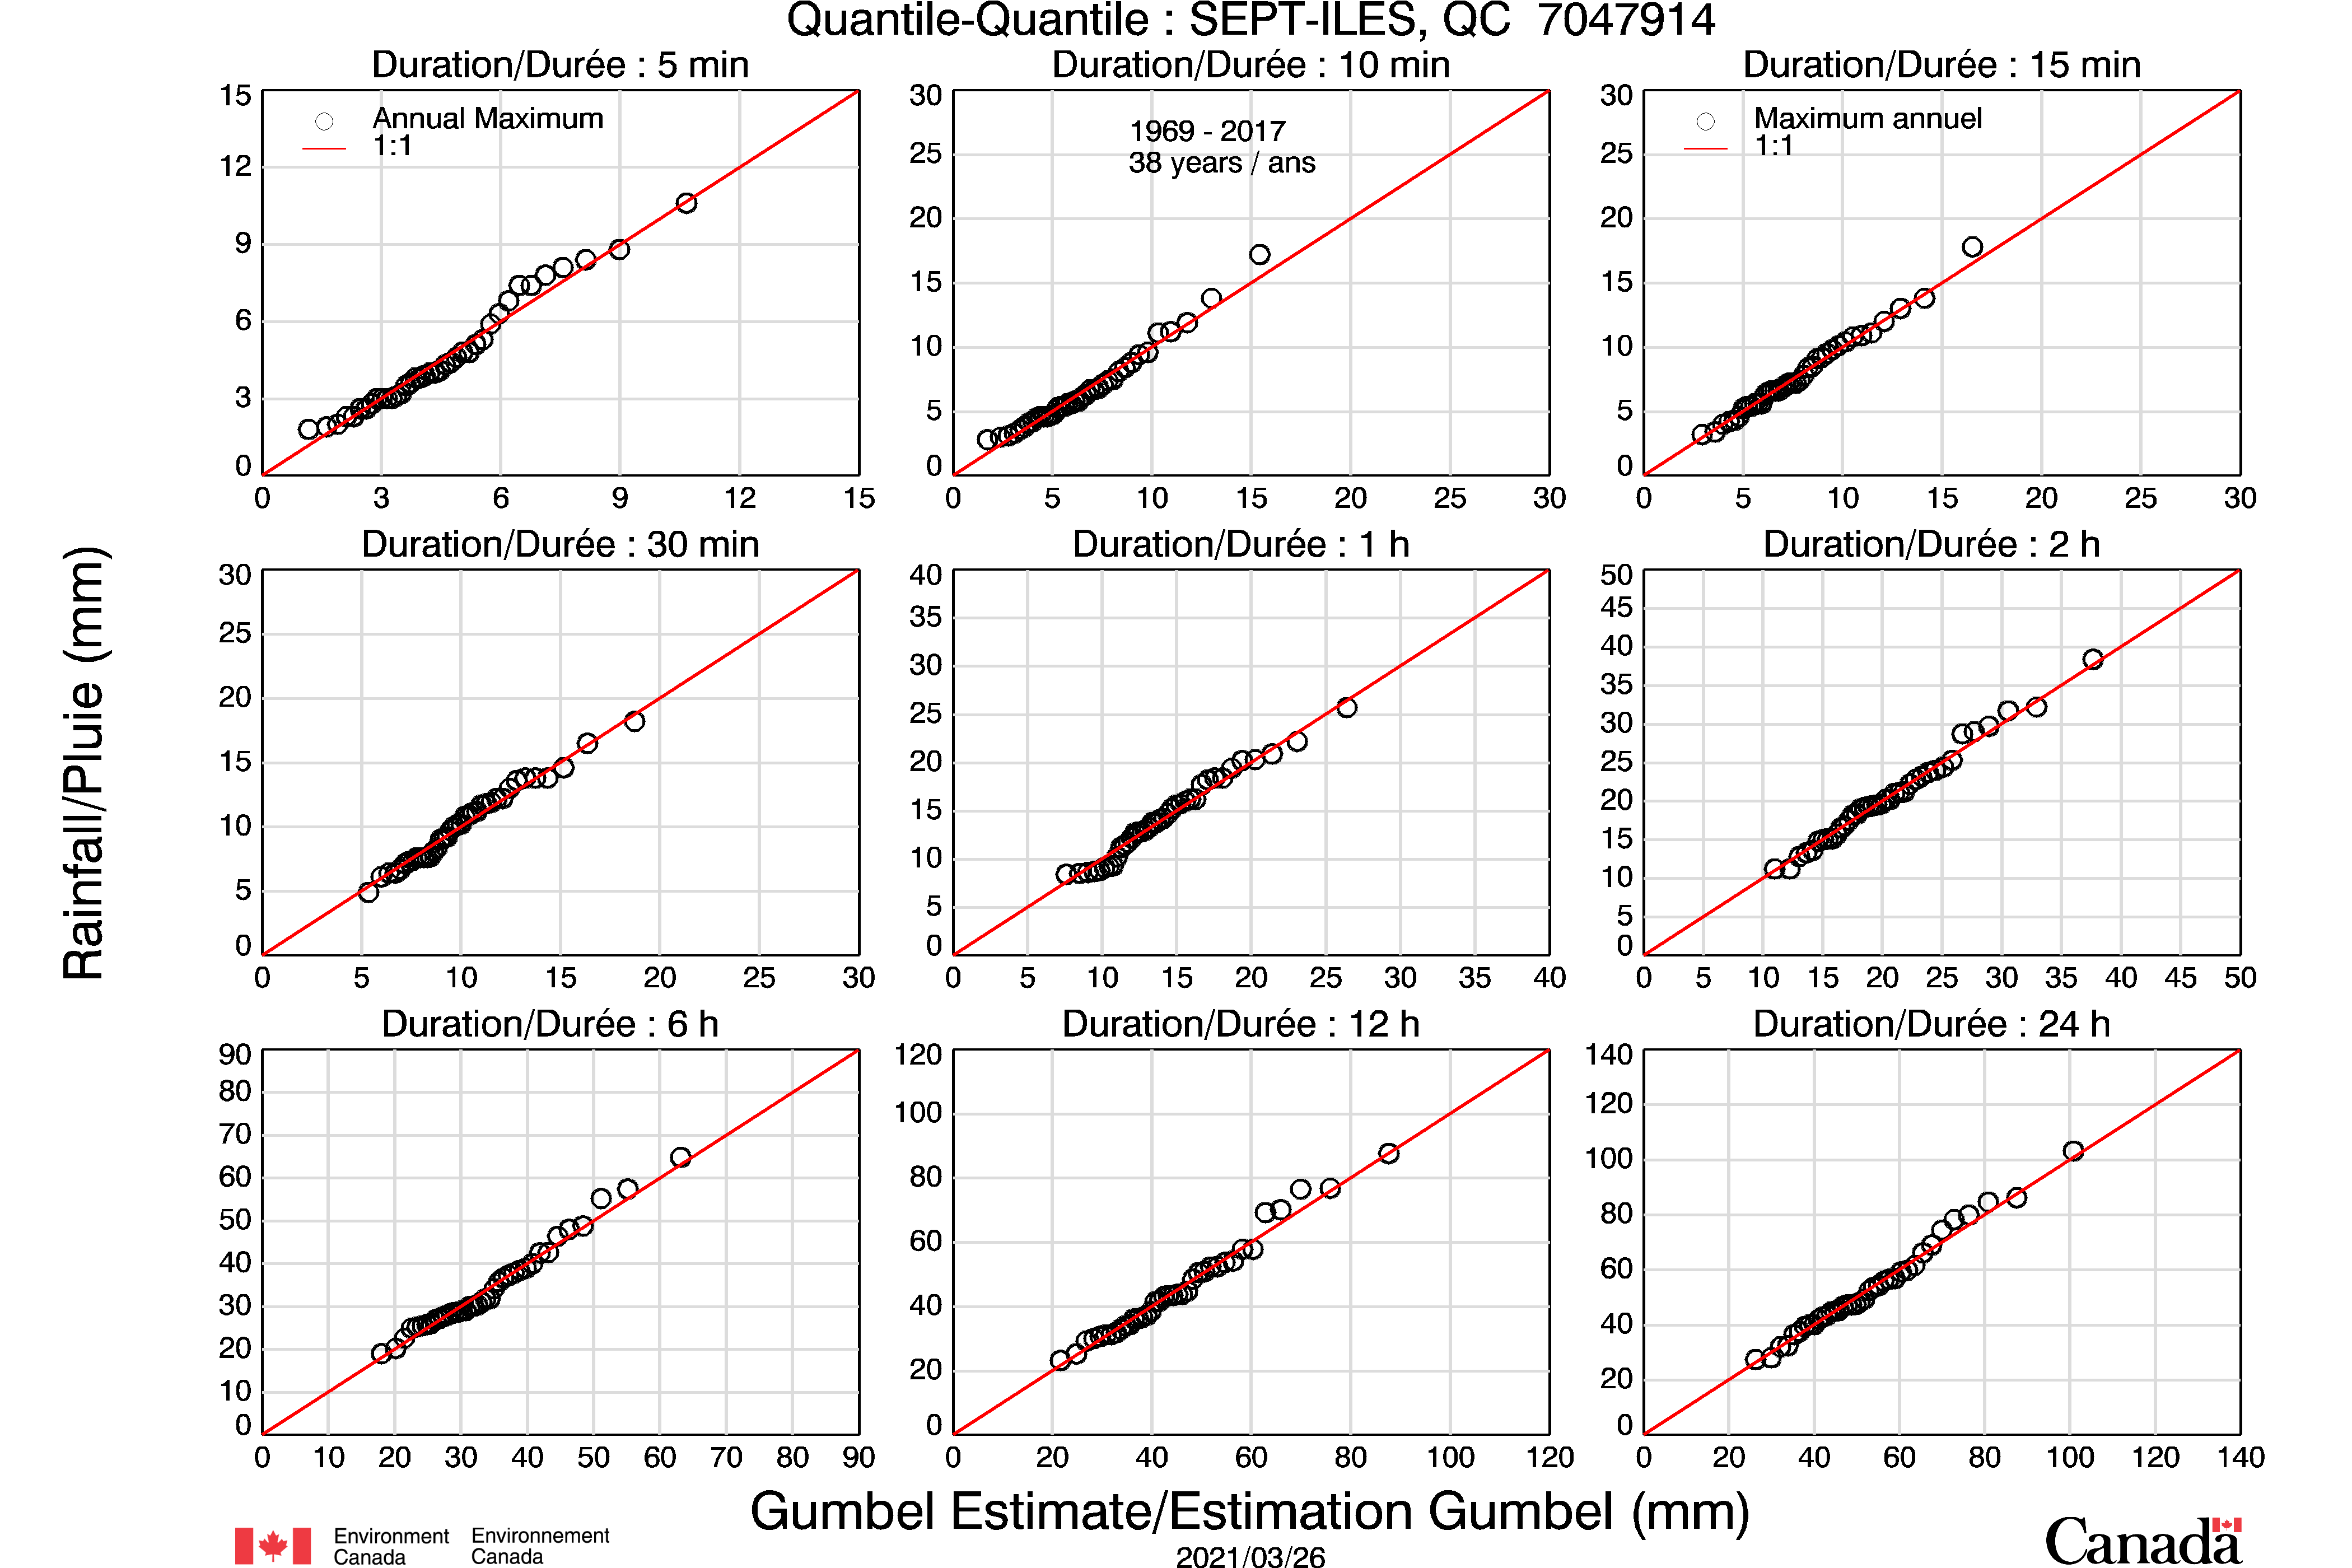 Quantile-Quantile : SEPT-ILES, QC 7047914
Duration/Durée : 5 min
Duration/Durée : 10 min
Duration/Durée : 15 min
15
12
9
6
3
0
Annual Maximum
1:1
0 3 6 9 12 15
30
25
20
15
10
5
0
1969 - 2017
38 years / ans
0 5 10 15 20 25 30
30
25
20
15
10
5
0
Maximum annuel
1:1
0 5 10 15 20 25 30
Rainfall/Pluie (mm)
Duration/Durée : 30 min
Duration/Durée : 1 h
Duration/Durée : 2 h
30
25
20
15
10
5
0
0 5 10 15 20 25 30
40
35
30
25
20
15
10
5
0
0 5 10 15 20 25 30 35 40
50
45
40
35
30
25
20
15
10
5
0
0 5 10 15 20 25 30 35 40 45 50
Duration/Durée : 6 h
Duration/Durée : 12 h
Duration/Durée : 24 h
90
80
70
60
50
40
30
20
10
0
0 10 20 30 40 50 60 70 80 90
120
100
80
60
40
20
0
0 20 40 60 80 100 120
140
120
100
80
60
40
20
0
0 20 40 60 80 100 120 140
Gumbel Estimate/Estimation Gumbel (mm)
Environment Environnement
Canada Canada
2021/03/26
Canada